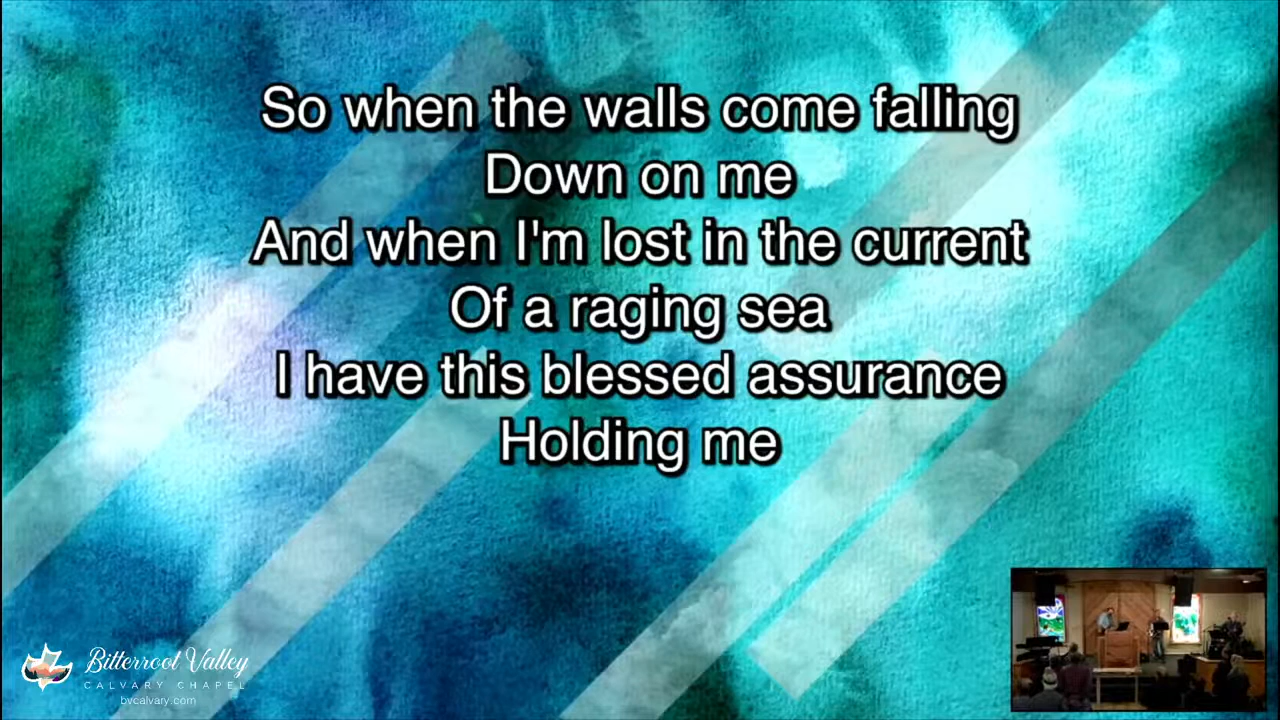 So when the walls come falling
Down on me
And when I'm lost in the current
Of a raging sea
I have this blessed assurance
Holding me
Bitterroot Valley
CALVARY CHAPEL
bvcalvary.com